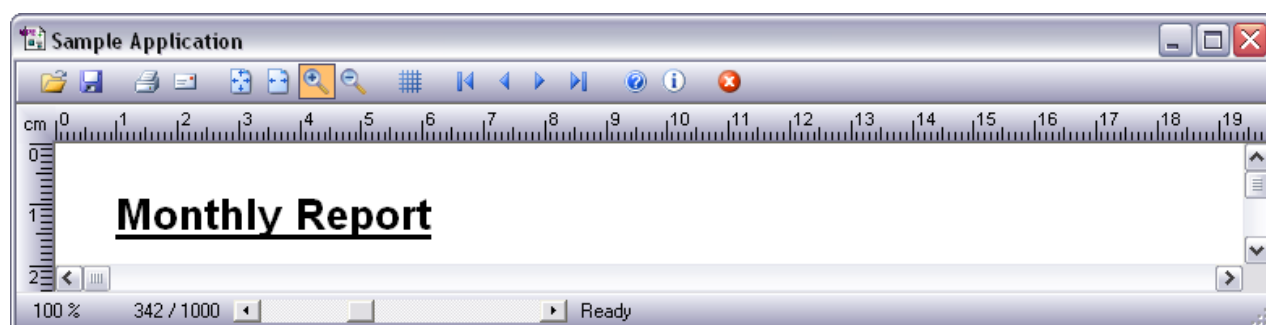 Sample Application
cm 0 1 2 3 4 5 6 7 8 9 10 11 12 13 14 15 16 17 18 19
0
1
Monthly Report
2
100 % 342 / 1000 Ready